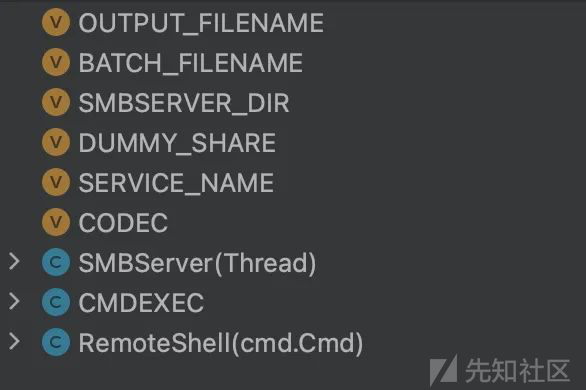 V OUTPUT_FILENAME
V BATCH_FILENAME
V SMBSERVER_DIR
V DUMMY_SHARE
V SERVICE_NAME
V CODEC
C SMBServer(Thread)
C CMDEXEC
C RemoteShell(cmd.Cmd)
先知社区